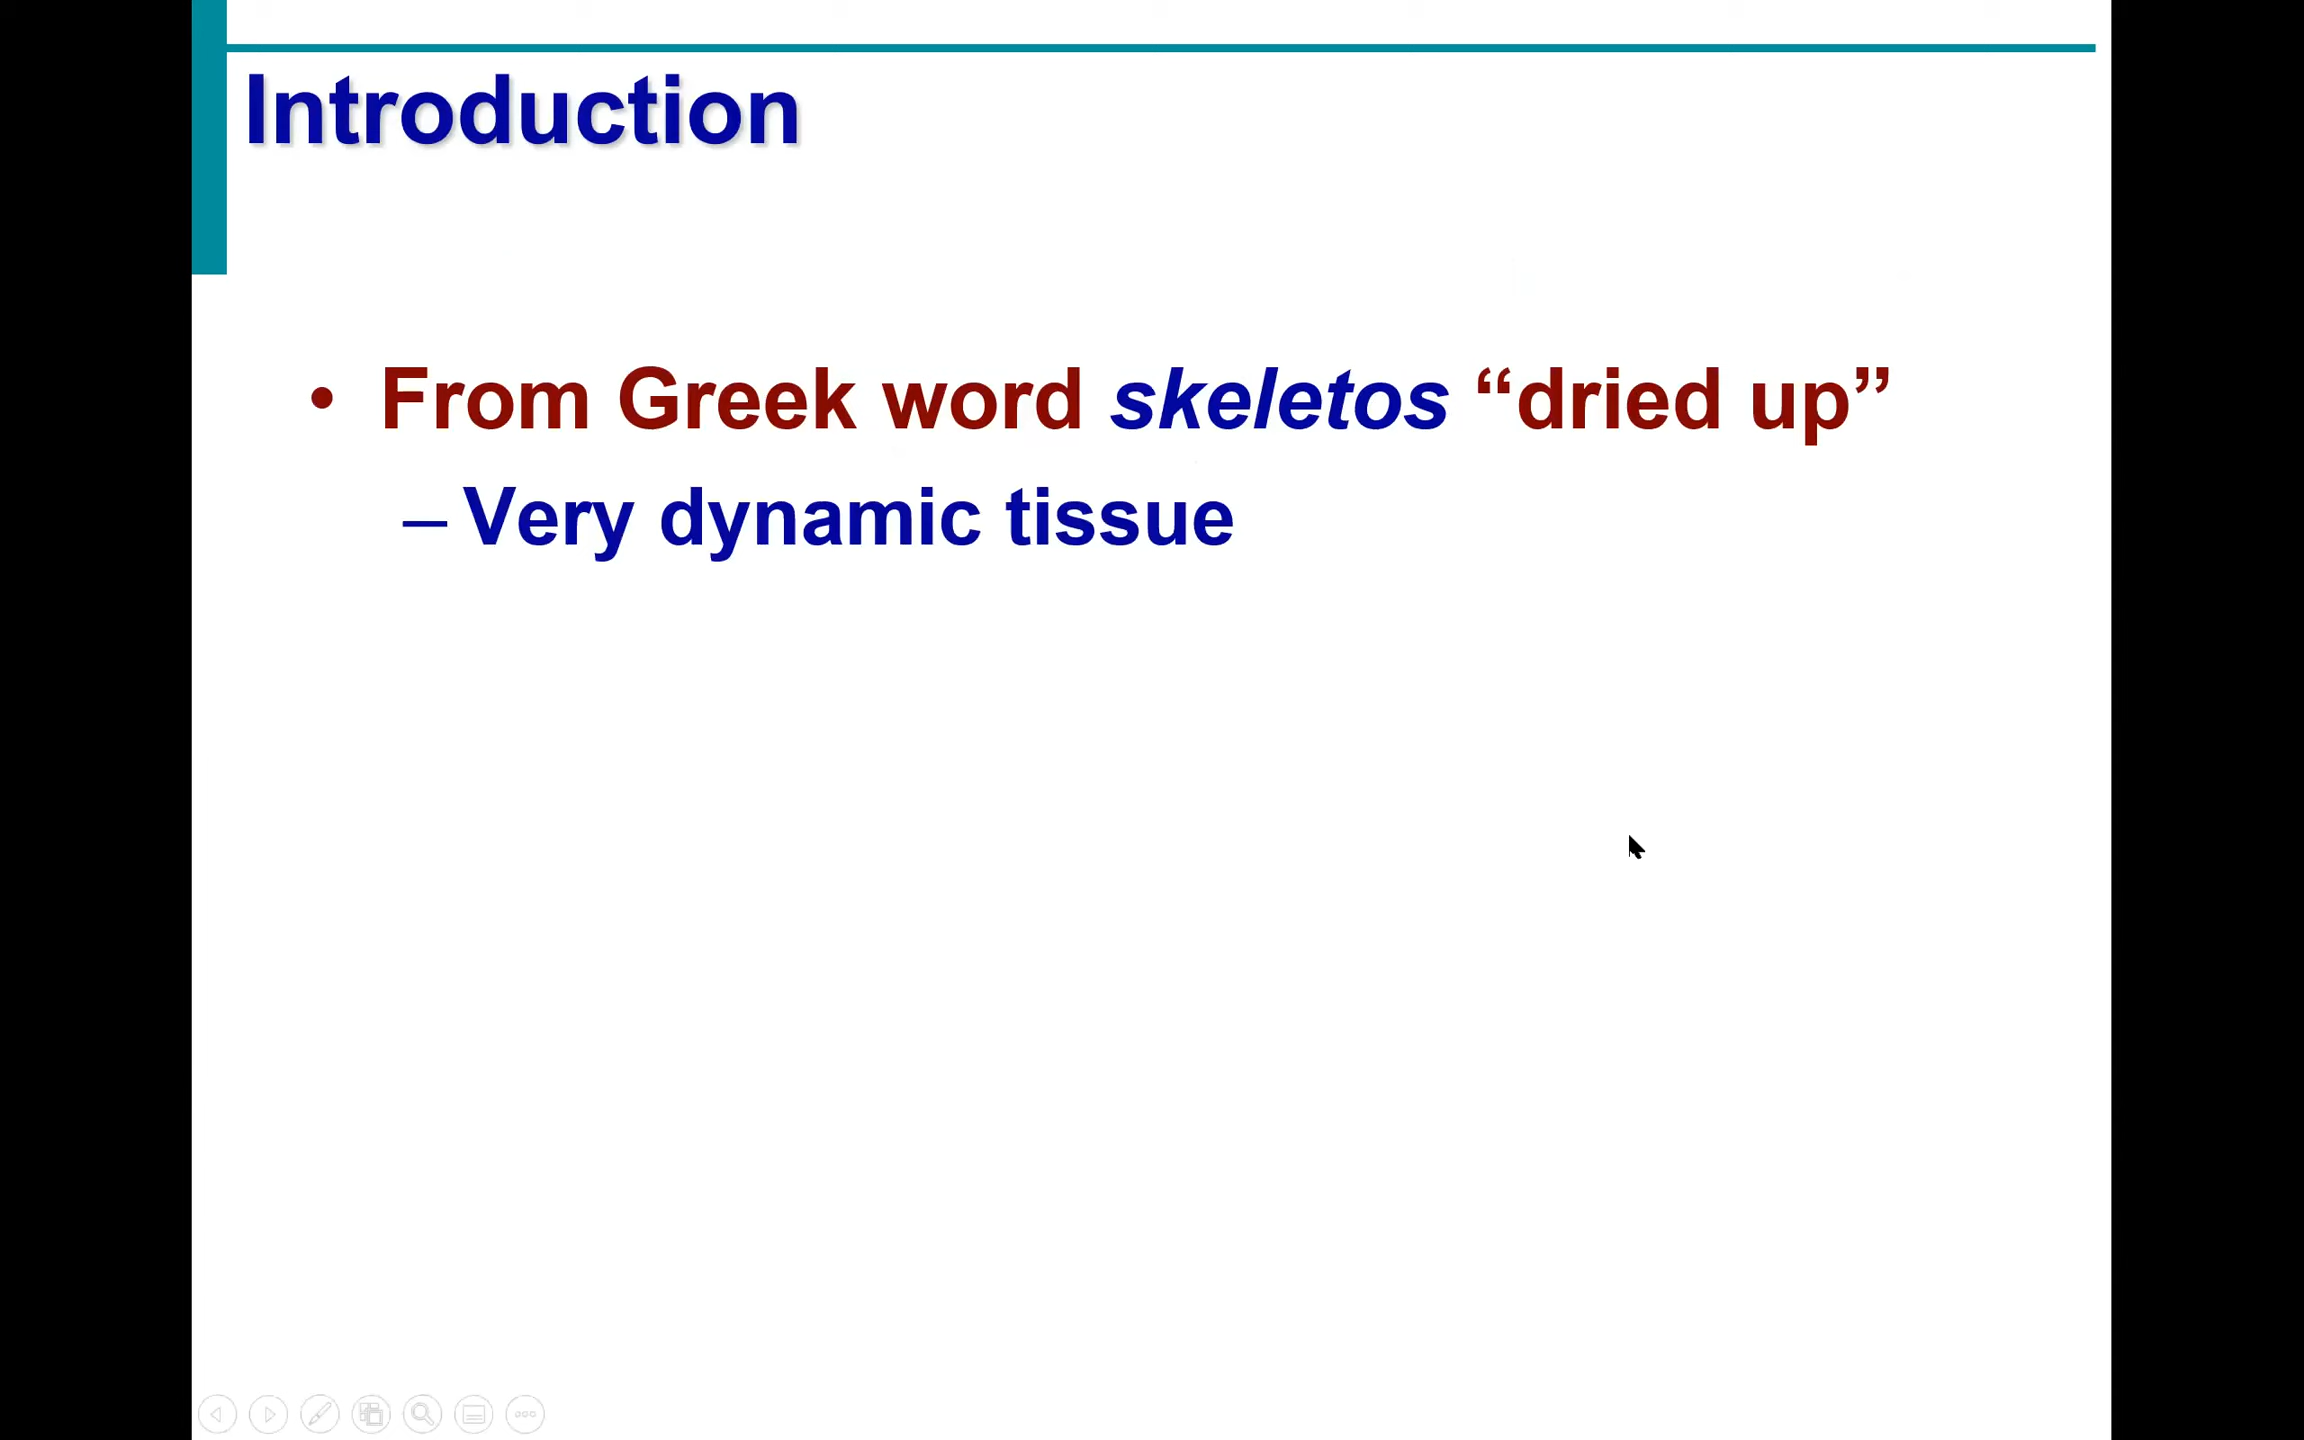 Introduction
• From Greek word skeletos “dried up”
– Very dynamic tissue